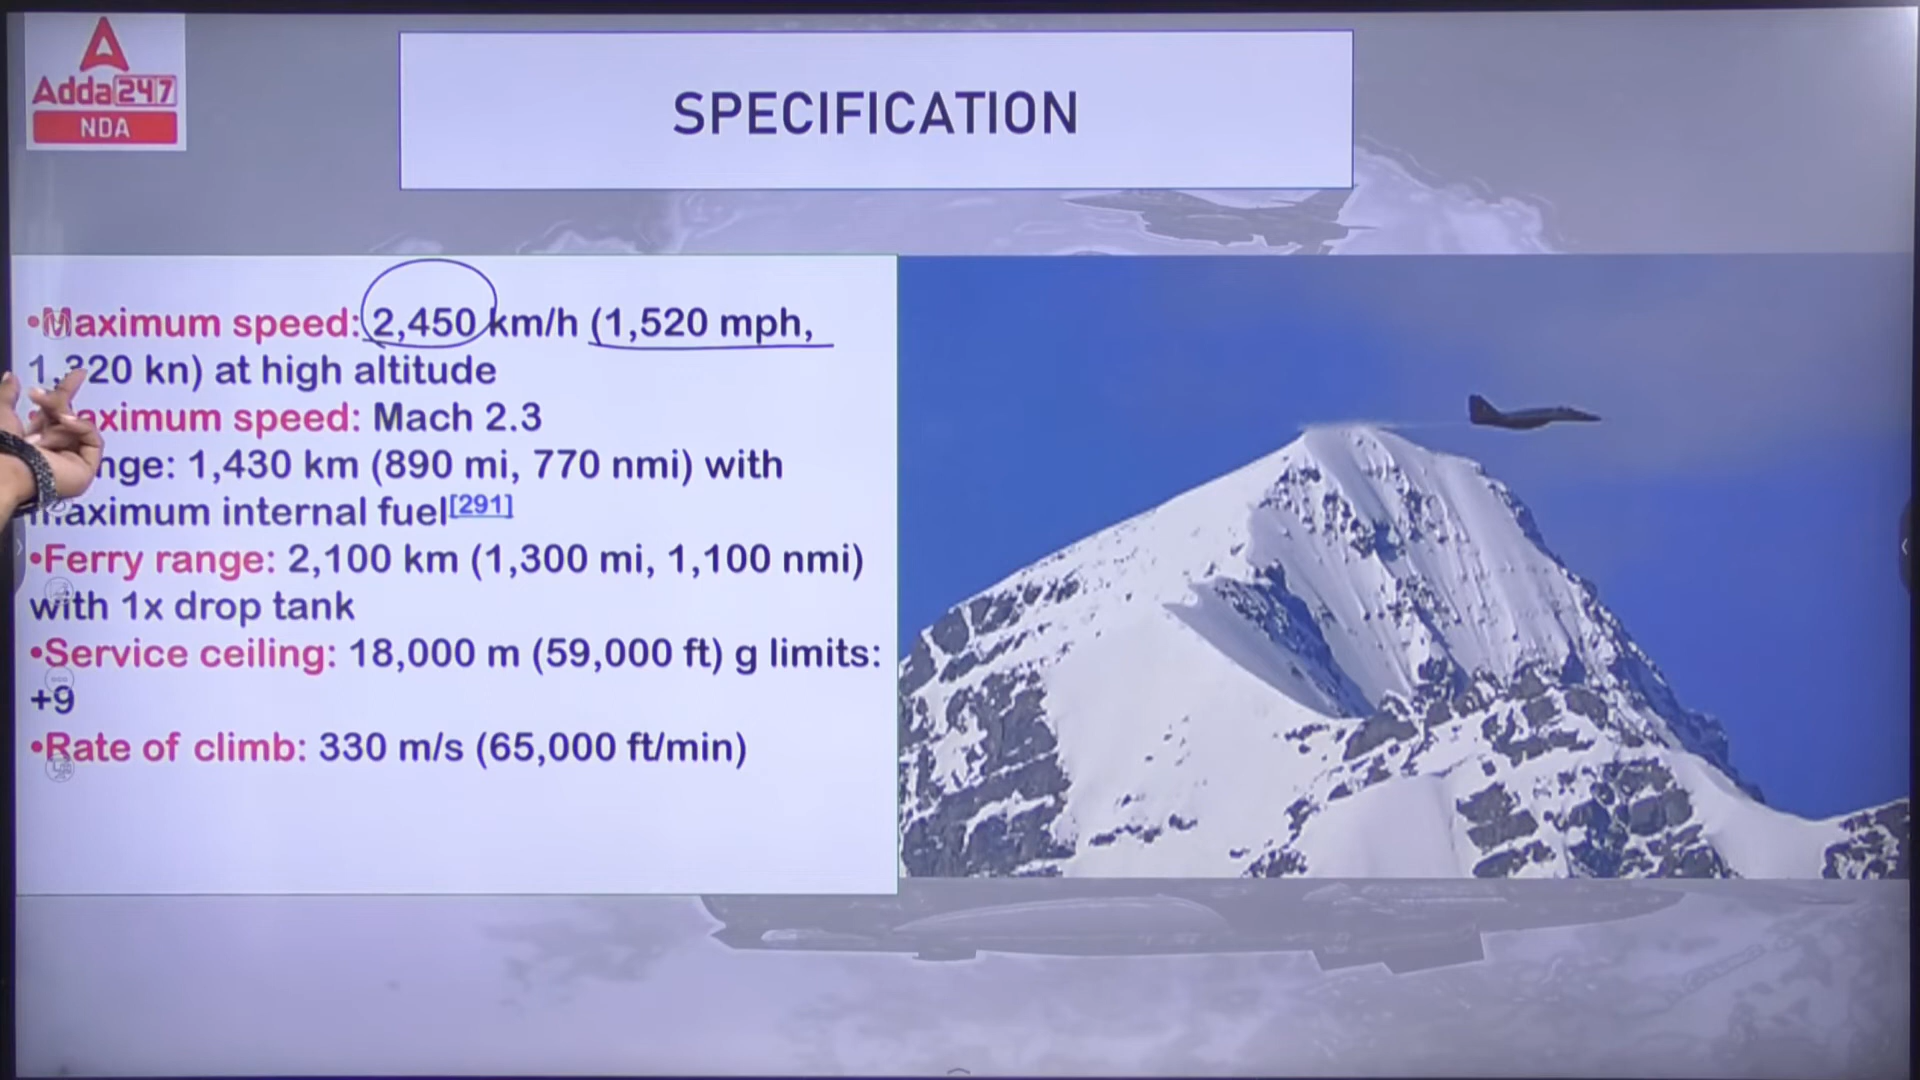 Adda247
NDA
SPECIFICATION
•Maximum speed: 2,450 km/h (1,520 mph,
1,320 kn) at high altitude
•Maximum speed: Mach 2.3
Range: 1,430 km (890 mi, 770 nmi) with
maximum internal fuel[291]
•Ferry range: 2,100 km (1,300 mi, 1,100 nmi)
with 1x drop tank
•Service ceiling: 18,000 m (59,000 ft) g limits:
+9
•Rate of climb: 330 m/s (65,000 ft/min)